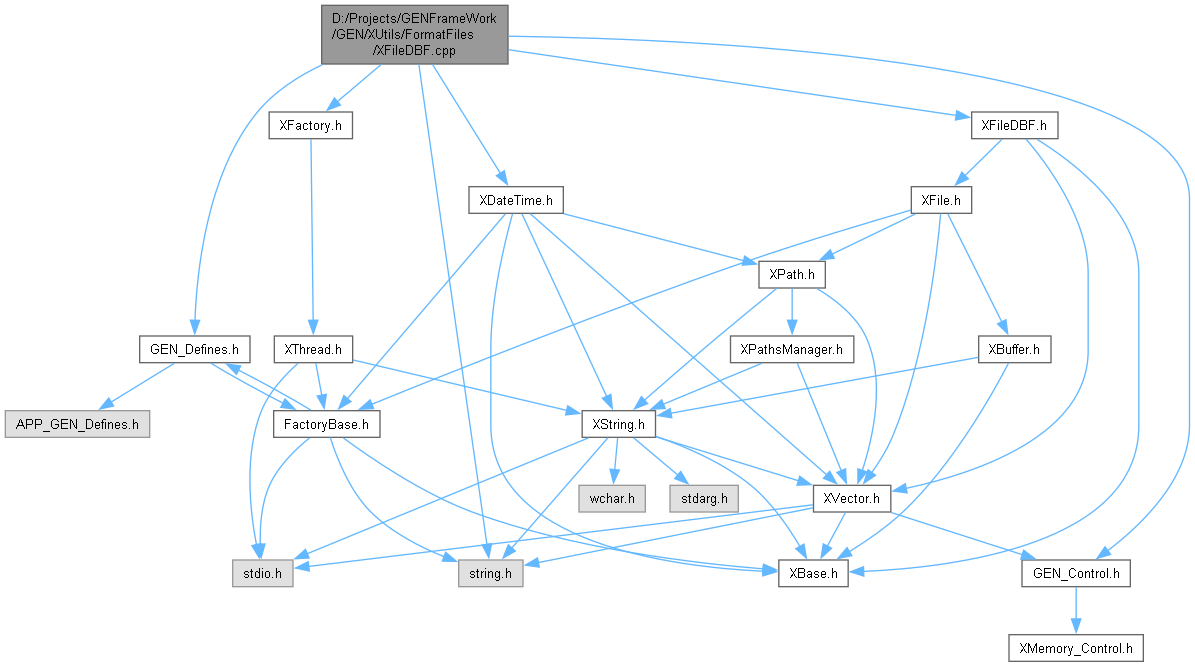 D:/Projects/GENFrameWork
/GEN/XUtils/FormatFiles
/XFileDBF.cpp
XFactory.h
XFileDBF.h
XDateTime.h
XFile.h
XPath.h
GEN_Defines.h
XThread.h
XPathsManager.h
XBuffer.h
APP_GEN_Defines.h
FactoryBase.h
XString.h
wchar.h
stdarg.h
XVector.h
stdio.h
string.h
XBase.h
GEN_Control.h
XMemory_Control.h